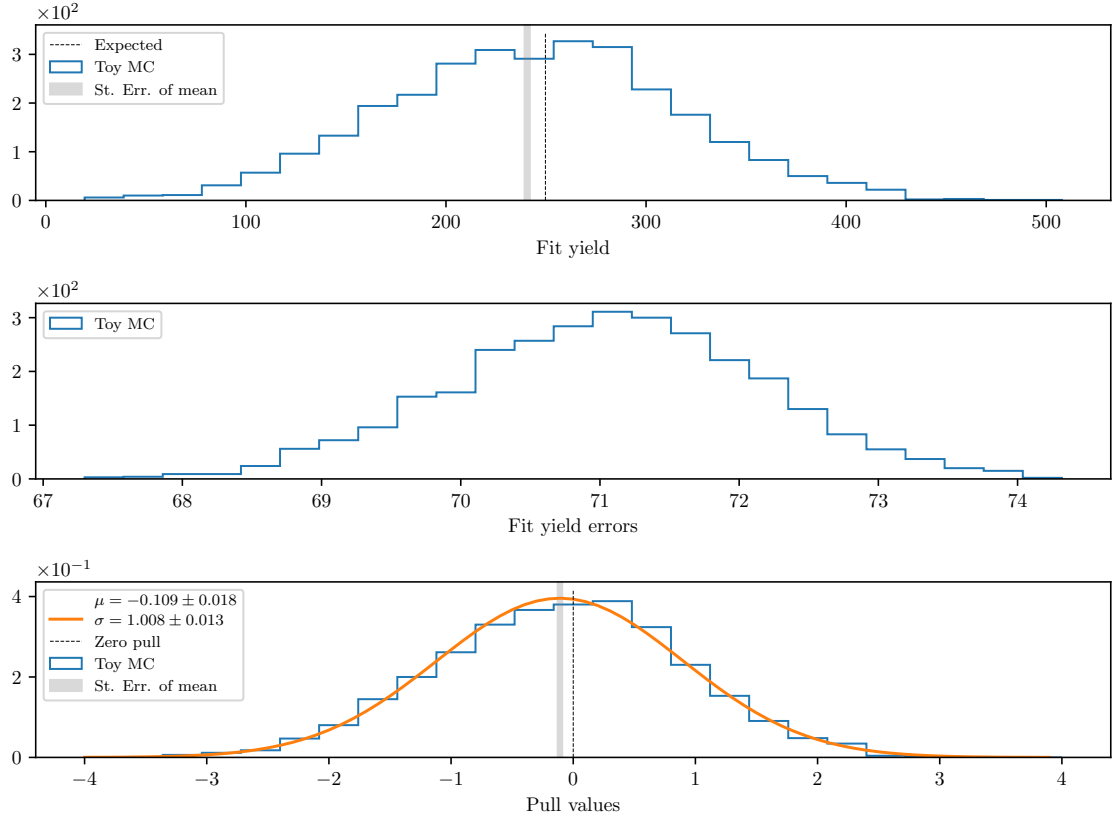 ×10²
Expected
Toy MC
St. Err. of mean
3
2
1
0
0 100 200 300 400 500
Fit yield
×10²
Toy MC
3
2
1
0
67 68 69 70 71 72 73 74
Fit yield errors
×10⁻¹
μ = −0.109 ± 0.018
σ = 1.008 ± 0.013
Zero pull
Toy MC
St. Err. of mean
4
2
0
−4 −3 −2 −1 0 1 2 3 4
Pull values